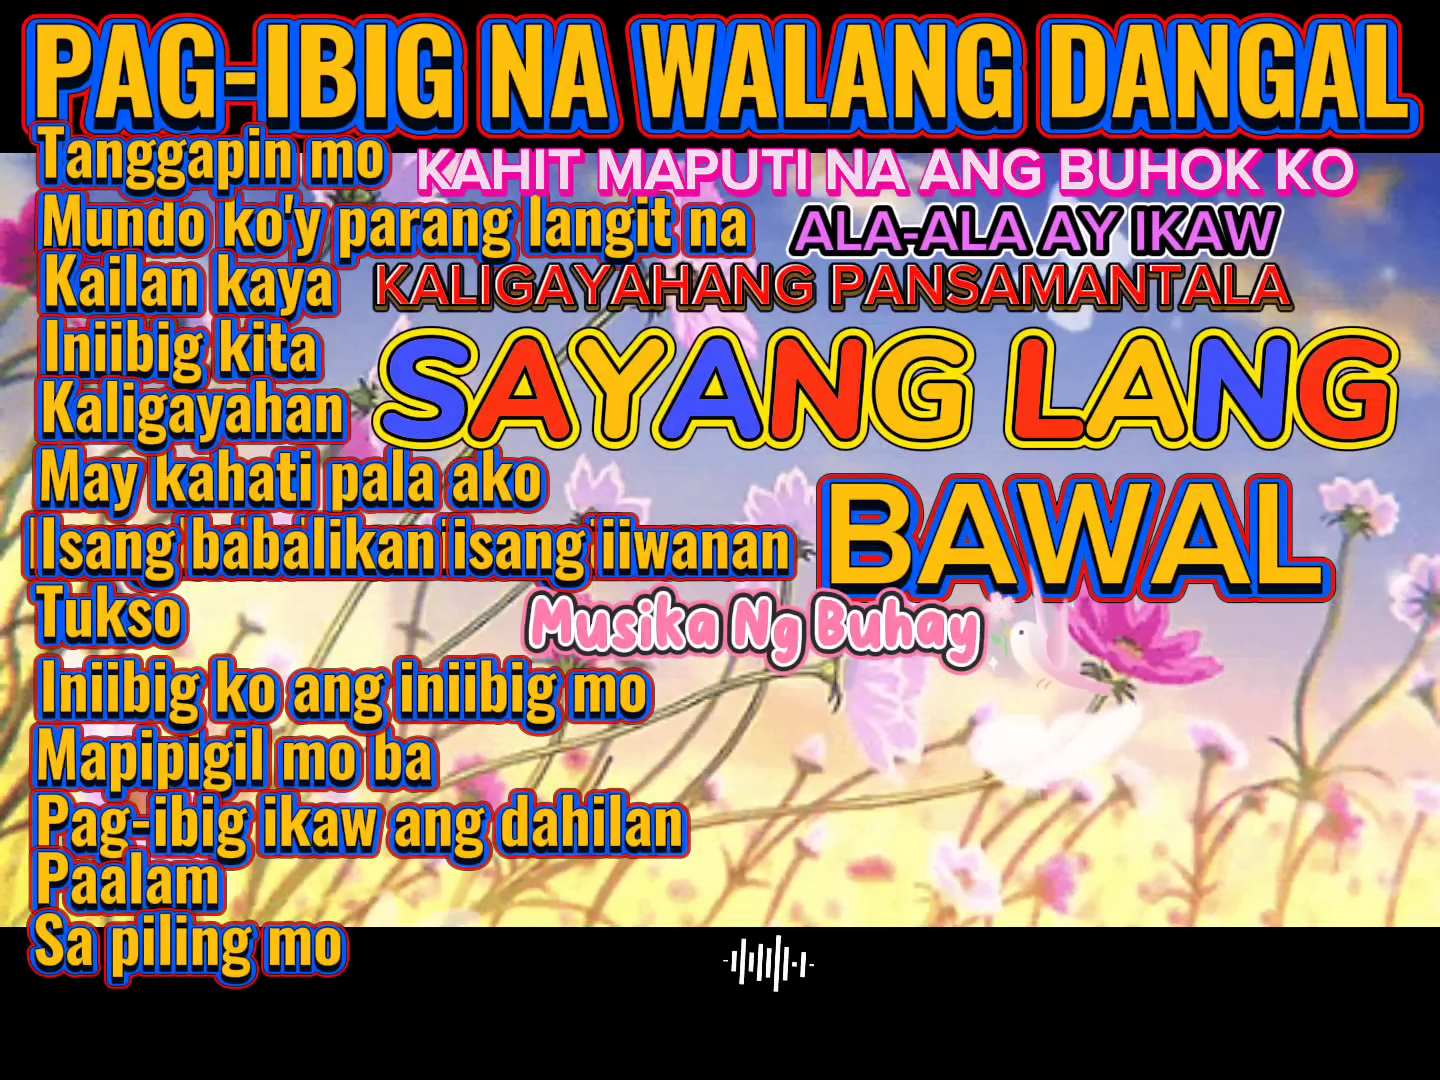 PAG-IBIG NA WALANG DANGAL
Tanggapin mo
KAHIT MAPUTI NA ANG BUHOK KO
Mundo ko'y parang langit na
ALA-ALA AY IKAW
Kailan kaya
KALIGAYAHANG PANSAMANTALA
Iniibig kita
SAYANG LANG
Kaligayahan
May kahati pala ako
BAWAL
Isang babalikan isang iiwanan
Tukso
Musika Ng Buhay
Iniibig ko ang iniibig mo
Mapipigil mo ba
Pag-ibig ikaw ang dahilan
Paalam
Sa piling mo